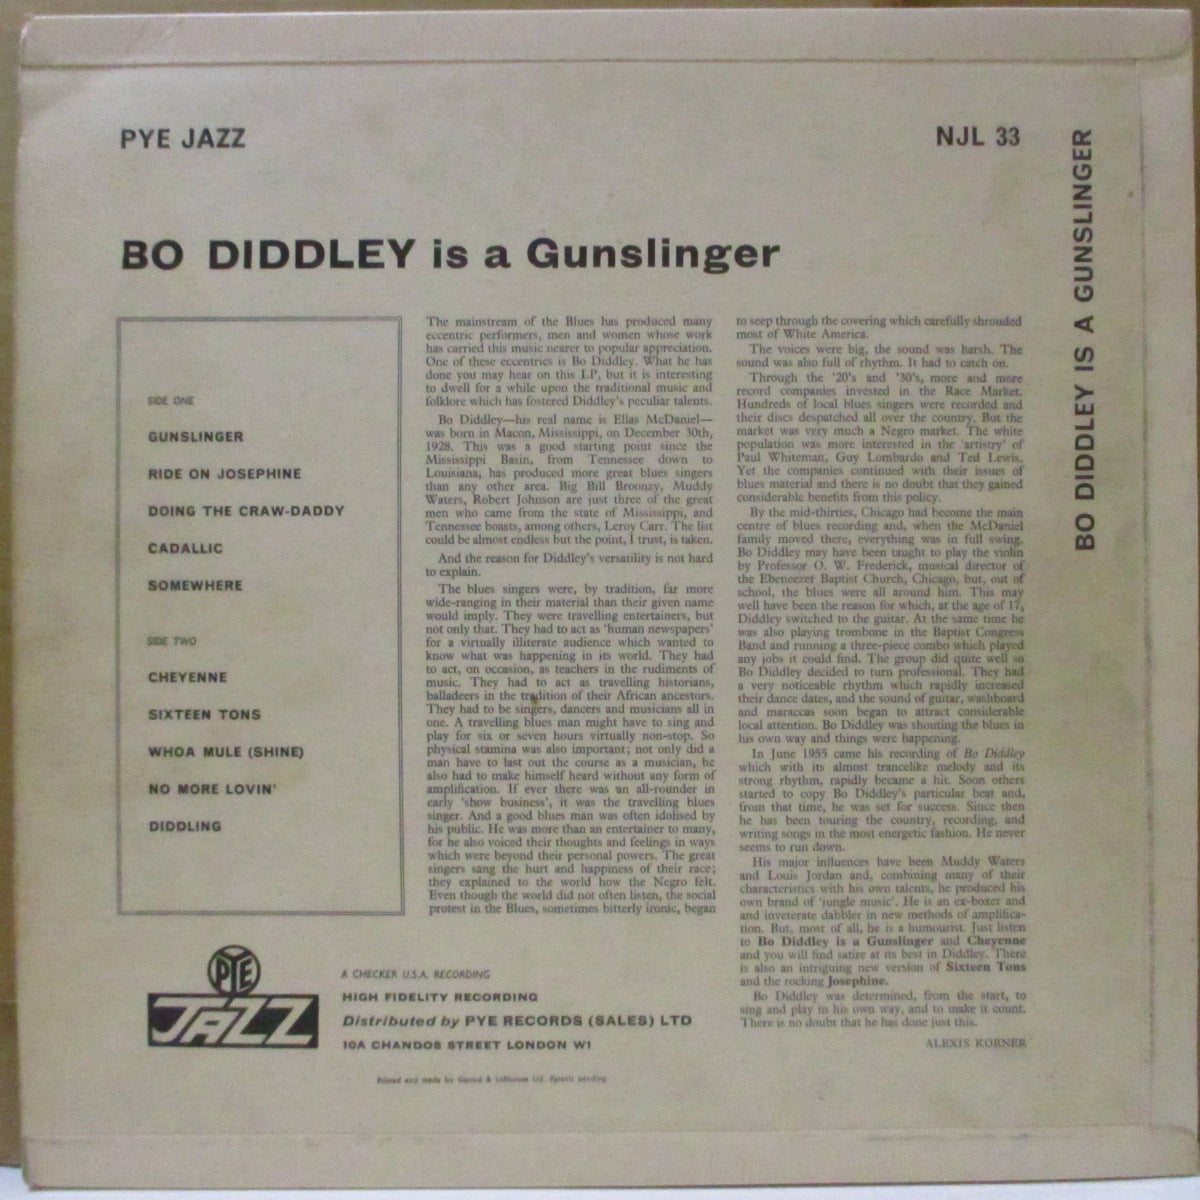 PYE JAZZ
NJL 33
BO DIDDLEY IS A GUNSLINGER
BO DIDDLEY is a Gunslinger
SIDE ONE
GUNSLINGER
RIDE ON JOSEPHINE
DOING THE CRAW-DADDY
CADALLIC
SOMEWHERE
SIDE TWO
CHEYENNE
SIXTEEN TONS
WHOA MULE (SHINE)
NO MORE LOVIN'
DIDDLING
The mainstream of the Blues has produced many
eccentric performers, men and women whose work
has carried this music nearer to popular appreciation.
One of these eccentrics is Bo Diddley. What he has
done you may hear on this LP, but it is interesting
to dwell for a while upon the traditional music and
folklore which has fostered Diddley's peculiar talents.
Bo Diddley—his real name is Ellas McDaniel—
was born in Macon, Mississippi, on December 30th,
1928. This was a good starting point since the
Mississippi Basin, from Tennessee down to
Louisiana, has produced more great blues singers
than any other area. Big Bill Broonzy, Muddy
Waters, Robert Johnson are just three of the great
men who came from the state of Mississippi, and
Tennessee boasts, among others, Leroy Carr. The list
could be almost endless but the point, I trust, is taken.
And the reason for Diddley's versatility is not hard
to explain.
The blues singers were, by tradition, far more
wide-ranging in their material than their given name
would imply. They were travelling entertainers, but
not only that. They had to act as 'human newspapers'
for a virtually illiterate audience which wanted to
know what was happening in its world. They had
to act, on occasion, as teachers in the rudiments of
music. They had to act as travelling historians,
balladeers in the tradition of their African ancestors.
They had to be singers, dancers and musicians all in
one. A travelling blues man might have to sing and
play for six or seven hours virtually non-stop. So
physical stamina was also important; not only did a
man have to last out the course as a musician, he
also had to make himself heard without any form of
amplification. If ever there was an all-rounder in
early 'show business', it was the travelling blues
singer. And a good blues man was often idolised by
his public. He was more than an entertainer to many,
for he also voiced their thoughts and feelings in ways
which were beyond their personal powers. The great
singers sang the hurt and happiness of their race;
they explained to the world how the Negro felt.
Even though the world did not often listen, the social
protest in the Blues, sometimes bitterly ironic, began
to seep through the covering which carefully shrouded
most of White America.
The voices were big, the sound was harsh. The
sound was also full of rhythm. It had to catch on.
Through the '20's and '30's, more and more
record companies invested in the Race Market.
Hundreds of local blues singers were recorded and
their discs despatched all over the country. But the
market was very much a Negro market. The white
population was more interested in the 'artistry' of
Paul Whiteman, Guy Lombardo and Ted Lewis.
Yet the companies continued with their issues of
blues material and there is no doubt that they gained
considerable benefits from this policy.
By the mid-thirties, Chicago had become the main
centre of blues recording and, when the McDaniel
family moved there, everything was in full swing.
Bo Diddley may have been taught to play the violin
by Professor O. W. Frederick, musical director of
the Ebeneezer Baptist Church, Chicago, but, out of
school, the blues were all around him. This may
well have been the reason for which, at the age of 17,
Diddley switched to the guitar. At the same time he
was also playing trombone in the Baptist Congress
Band and running a three-piece combo which played
any jobs it could find. The group did quite well so
Bo Diddley decided to turn professional. They had
a very noticeable rhythm which rapidly increased
their dance dates, and the sound of guitar, washboard
and maraccas soon began to attract considerable
local attention. Bo Diddley was shouting the blues in
his own way and things were happening.
In June 1955 came his recording of Bo Diddley
which with its almost trancelike melody and its
strong rhythm, rapidly became a hit. Soon others
started to copy Bo Diddley's particular beat and,
from that time, he was set for success. Since then
he has been touring the country, recording, and
writing songs in the most energetic fashion. He never
seems to run down.
His major influences have been Muddy Waters
and Louis Jordan and, combining many of their
characteristics with his own talents, he produced his
own brand of 'jungle music'. He is an ex-boxer and
and inveterate dabbler in new methods of amplifica-
tion. But, most of all, he is a humourist. Just listen
to Bo Diddley is a Gunslinger and Cheyenne
and you will find satire at its best in Diddley. There
is also an intriguing new version of Sixteen Tons
and the rocking Josephine.
Bo Diddley was determined, from the start, to
sing and play in his own way, and to make it count.
There is no doubt that he has done just this.
ALEXIS KORNER
PYE
JAZZ
A CHECKER U.S.A. RECORDING
HIGH FIDELITY RECORDING
Distributed by PYE RECORDS (SALES) LTD
10A CHANDOS STREET LONDON W1
Printed and made by Garrod & Lofthouse Ltd. Patents pending